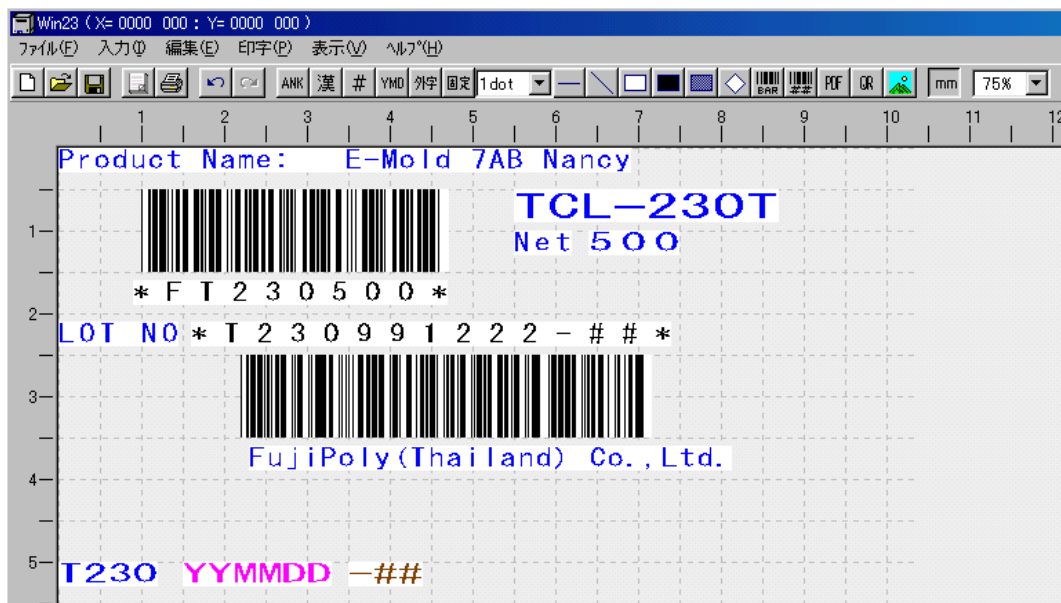 Win23 ( X= 0000 000 : Y= 0000 000 )
ファイル(F) 入力(I) 編集(E) 印字(P) 表示(V) ヘルプ(H)
ANK 漢 # YMD 外字 固定 1dot BAR ## PDF QR mm 75%
1 2 3 4 5 6 7 8 9 10 11 12
Product Name: E-Mold 7AB Nancy
TCL-230T
1
Net 500
*FT230500*
2
LOT NO *T230991222-##*
3
FujiPoly(Thailand) Co.,Ltd.
4
5
T230 YYMMDD -##